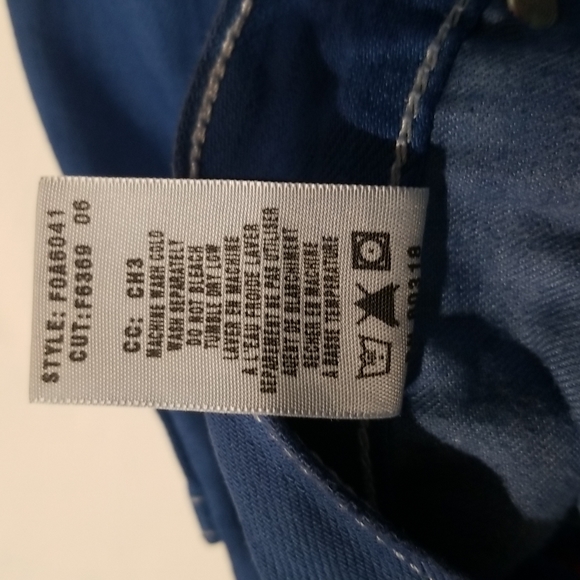 STYLE: F0A6041
CUT:F6369 06
CC: CH3
MACHINE WASH COLD
WASH SEPARATELY
DO NOT BLEACH
TUMBLE DRY LOW
LAVER EN MACHINE
À L'EAU FROIDE LAVER
SEPAREMENT NE PAS UTILISER
AGENT DE BLANCHIMENT
SECHER EN MACHINE
À BASSE TEMPÉRATURE